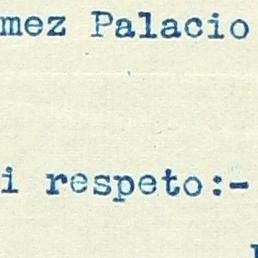 mez Palacio
i respeto:-